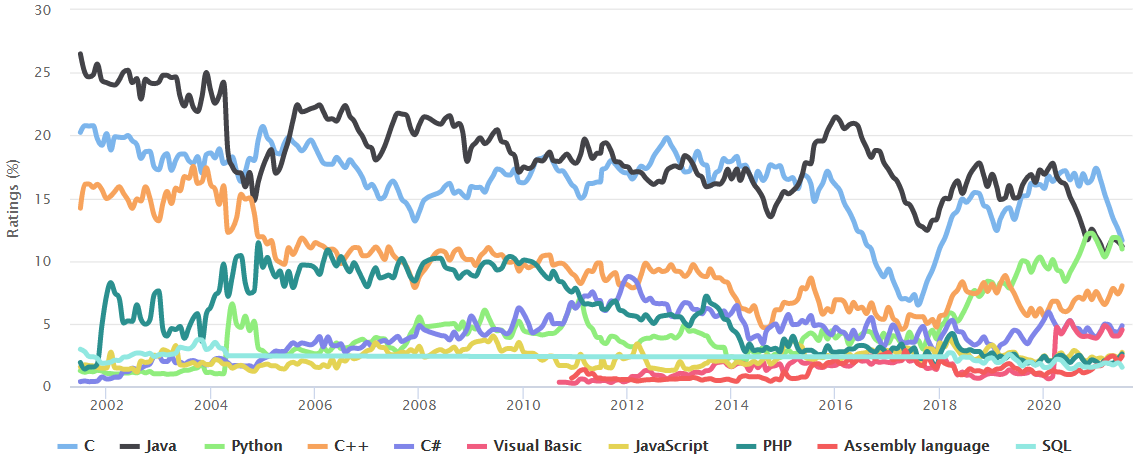 30
25
20
15
10
5
0
Ratings (%)
2002 2004 2006 2008 2010 2012 2014 2016 2018 2020
C Java Python C++ C# Visual Basic JavaScript PHP Assembly language SQL